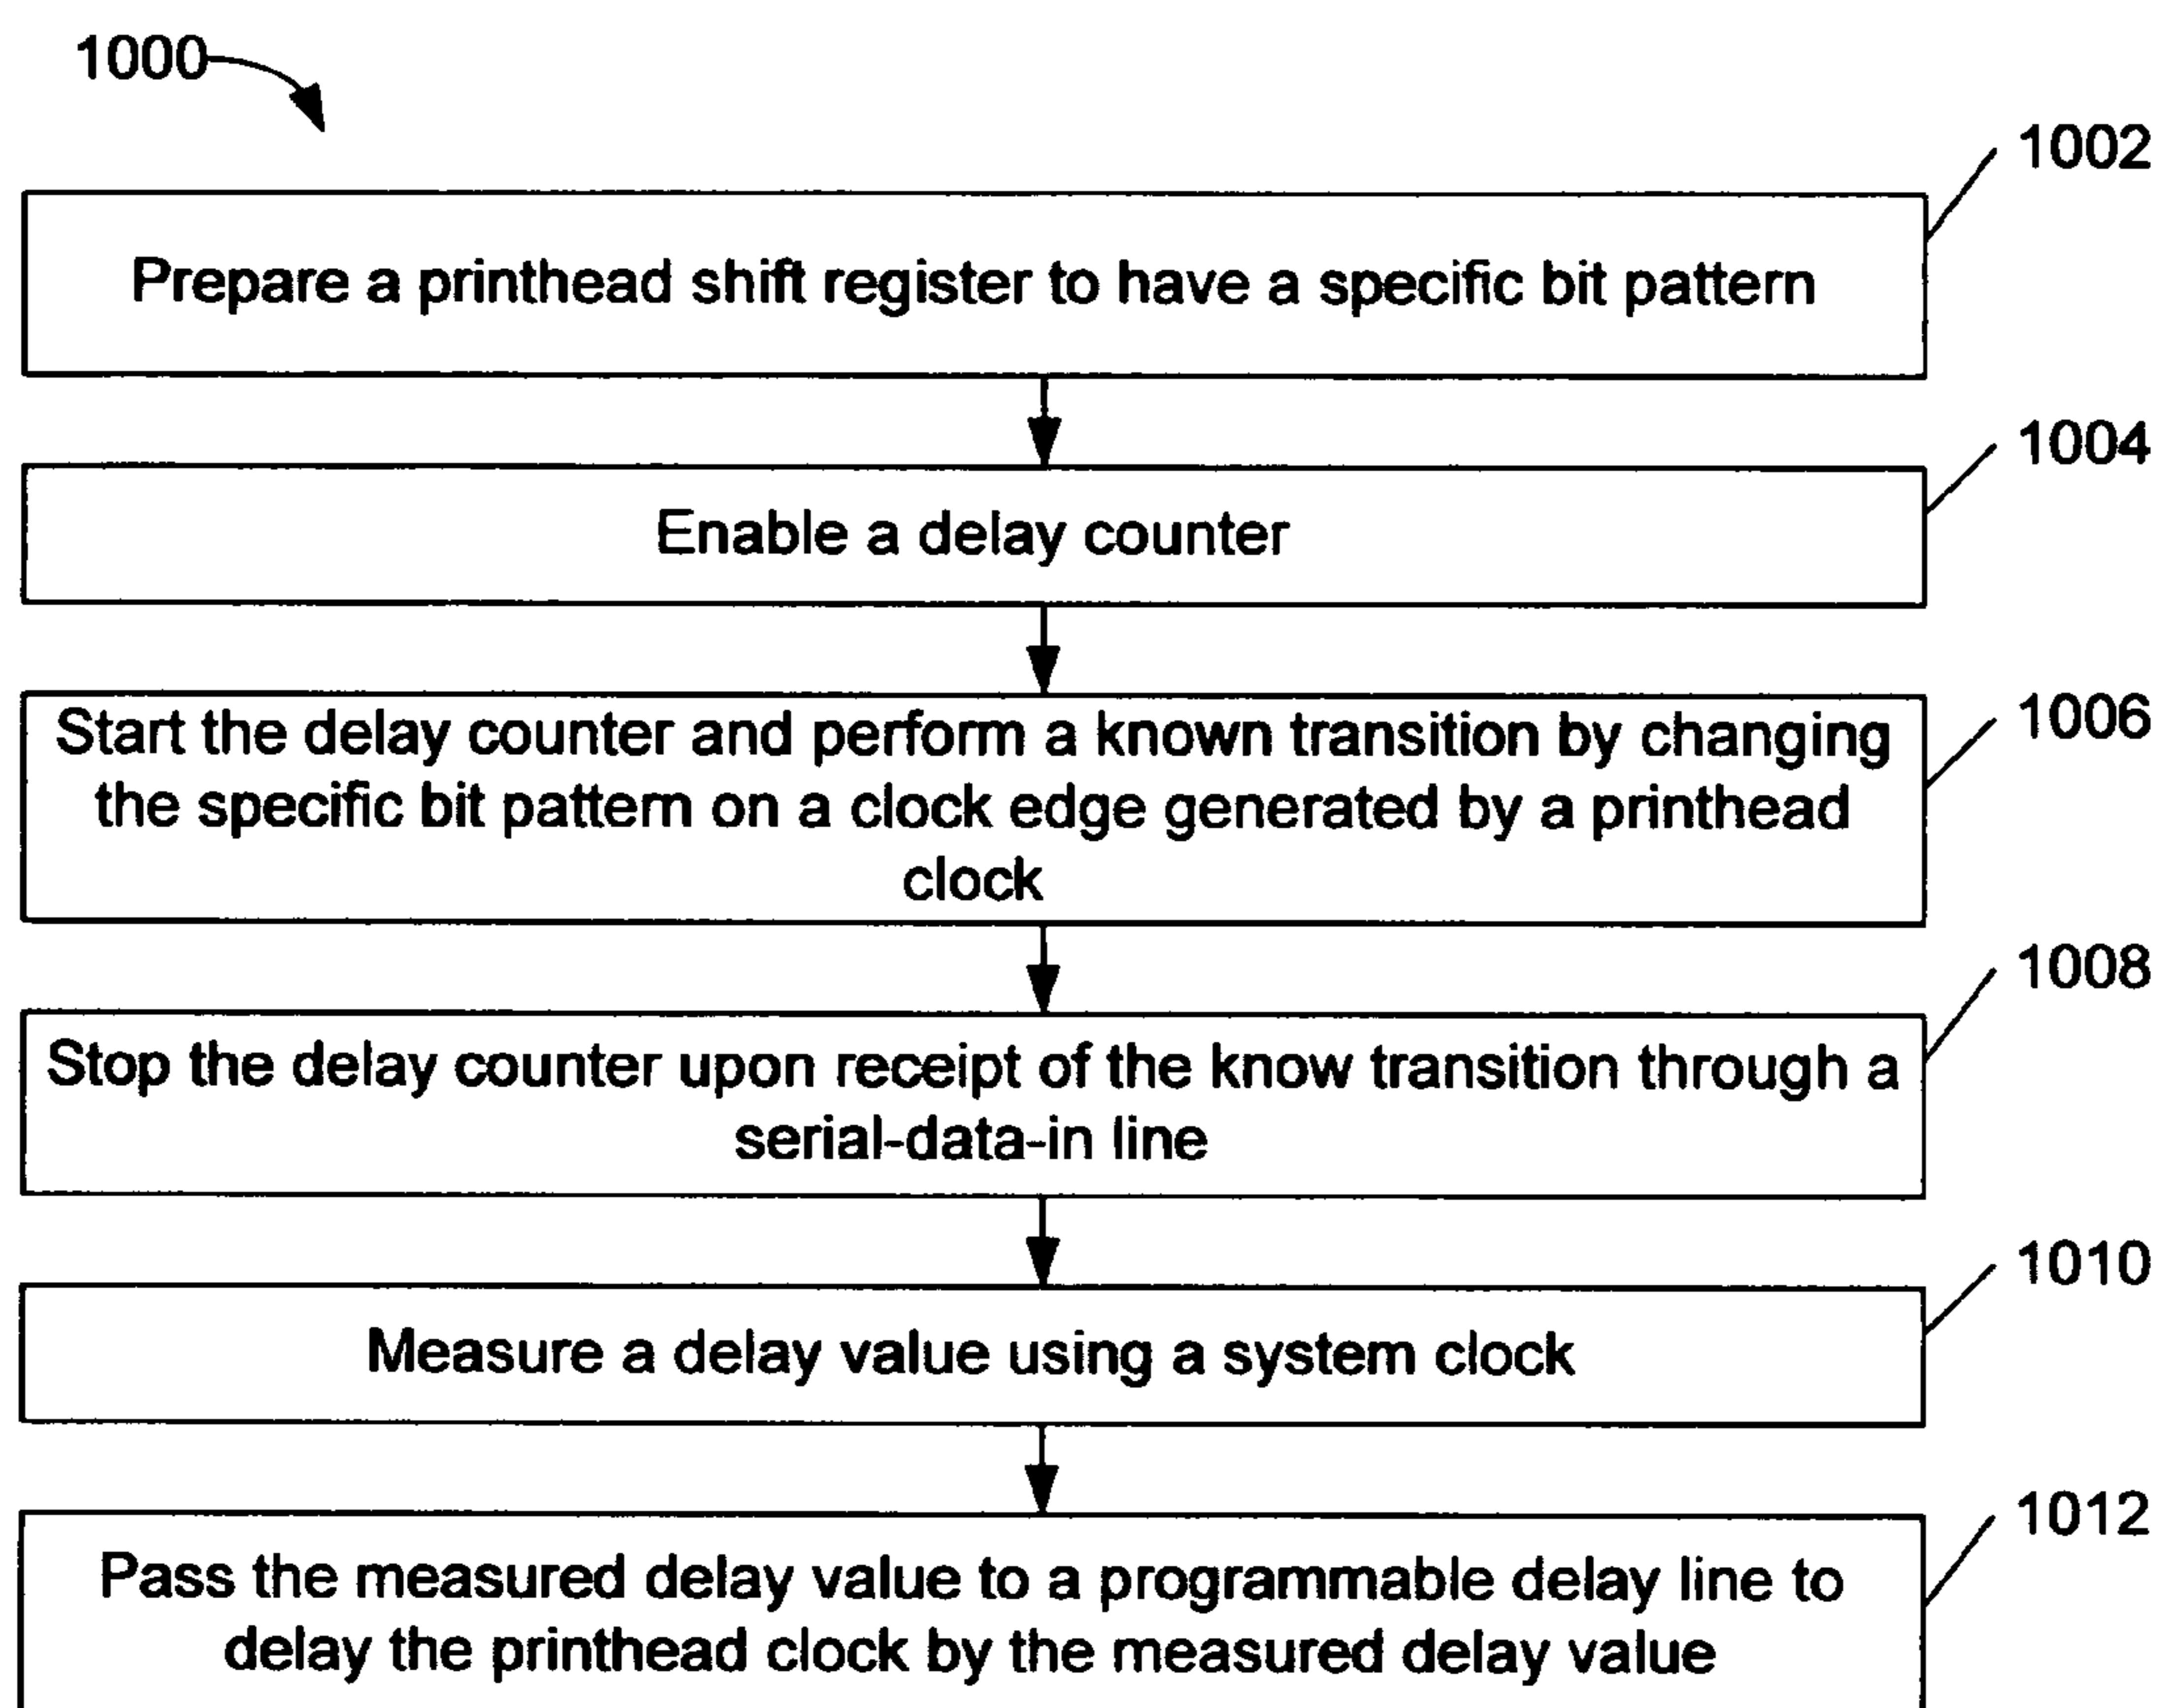 1000
1002
Prepare a printhead shift register to have a specific bit pattern
1004
Enable a delay counter
1006
Start the delay counter and perform a known transition by changing
the specific bit pattern on a clock edge generated by a printhead
clock
1008
Stop the delay counter upon receipt of the know transition through a
serial-data-in line
1010
Measure a delay value using a system clock
1012
Pass the measured delay value to a programmable delay line to
delay the printhead clock by the measured delay value